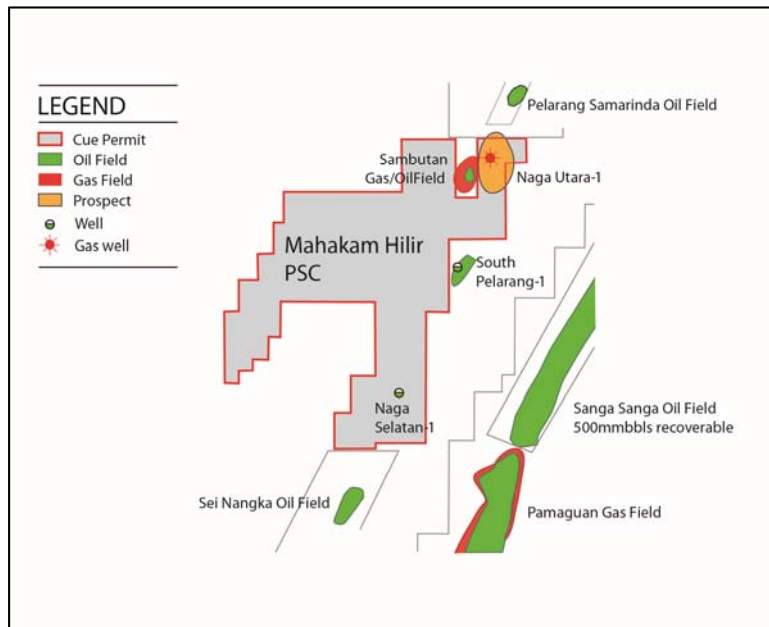 LEGEND
Cue Permit
Oil Field
Gas Field
Prospect
Well
Gas well
Pelarang Samarinda Oil Field
Sambutan
Gas/OilField
Naga Utara-1
Mahakam Hilir
PSC
South
Pelarang-1
Naga
Selatan-1
Sanga Sanga Oil Field
500mmbbls recoverable
Sei Nangka Oil Field
Pamaguan Gas Field